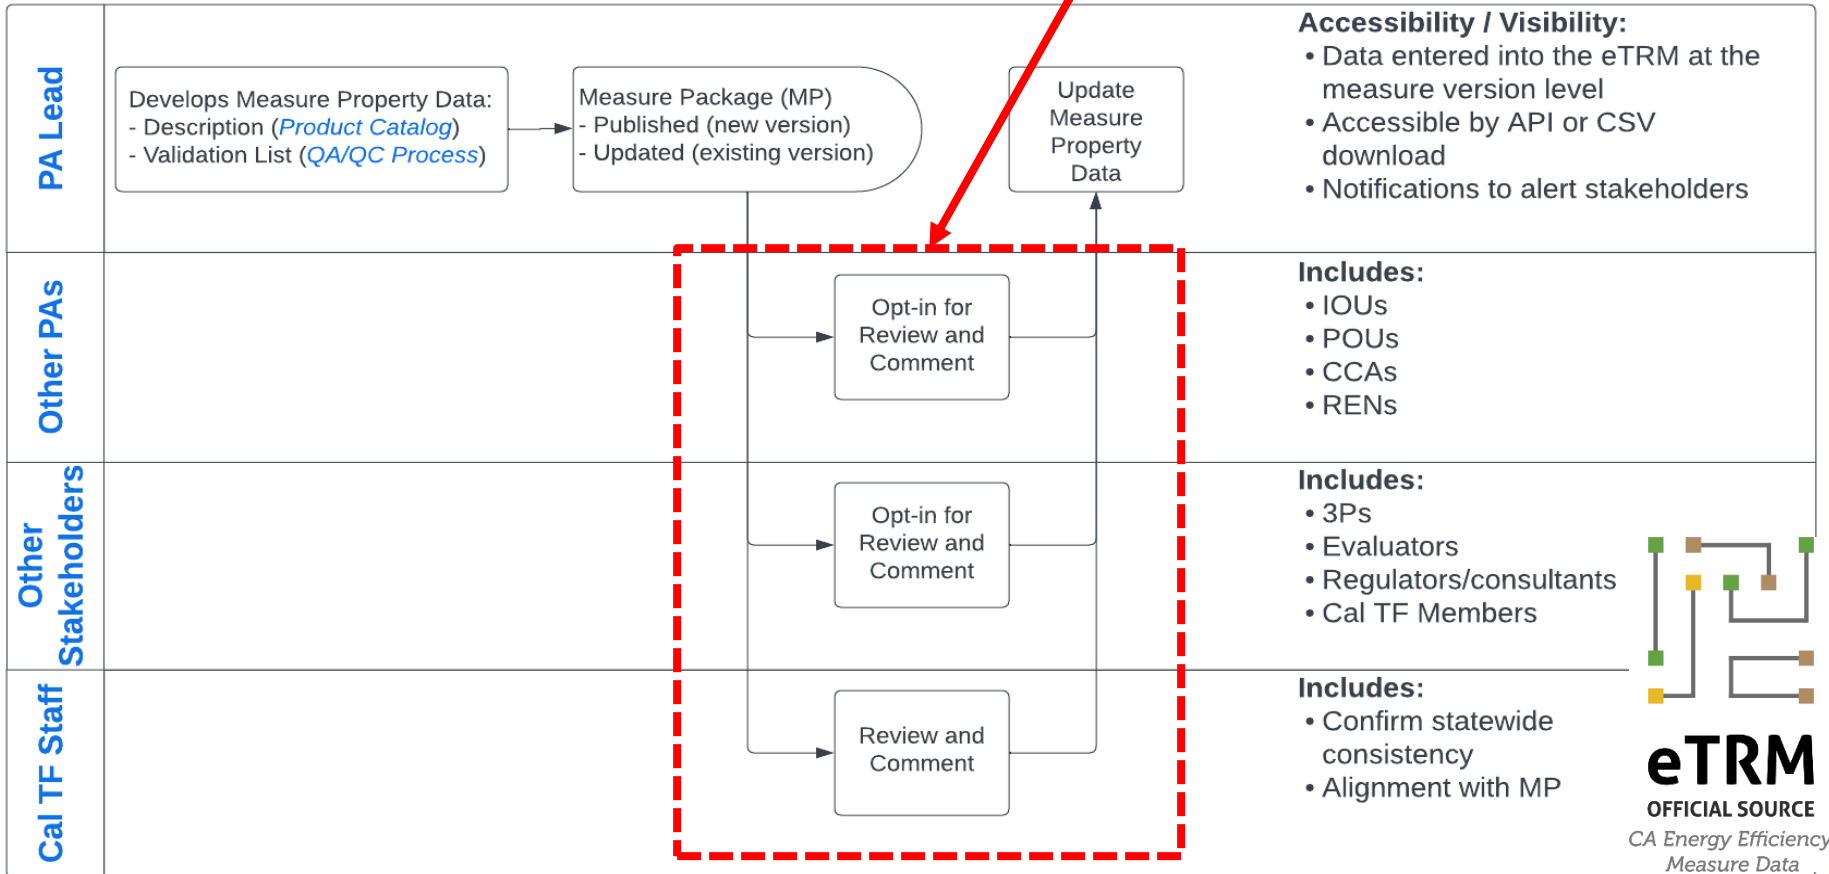 PA Lead
Develops Measure Property Data:
- Description (Product Catalog)
- Validation List (QA/QC Process)
Measure Package (MP)
- Published (new version)
- Updated (existing version)
Update
Measure
Property
Data
Accessibility / Visibility:
• Data entered into the eTRM at the
measure version level
• Accessible by API or CSV
download
• Notifications to alert stakeholders
Other PAs
Opt-in for
Review and
Comment
Includes:
• IOUs
• POUs
• CCAs
• RENs
Other
Stakeholders
Opt-in for
Review and
Comment
Includes:
• 3Ps
• Evaluators
• Regulators/consultants
• Cal TF Members
Cal TF Staff
Review and
Comment
Includes:
• Confirm statewide
consistency
• Alignment with MP
eTRM
OFFICIAL SOURCE
CA Energy Efficiency
Measure Data